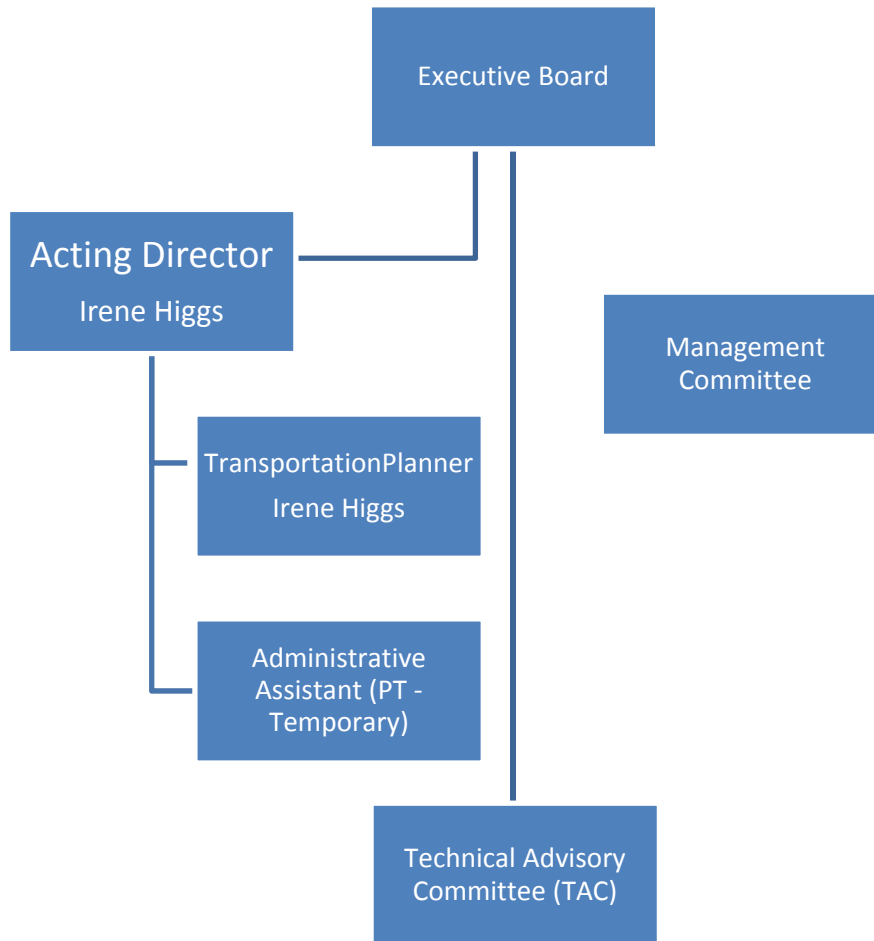 Executive Board
Acting Director
Irene Higgs
Management
Committee
TransportationPlanner
Irene Higgs
Administrative
Assistant (PT -
Temporary)
Technical Advisory
Committee (TAC)